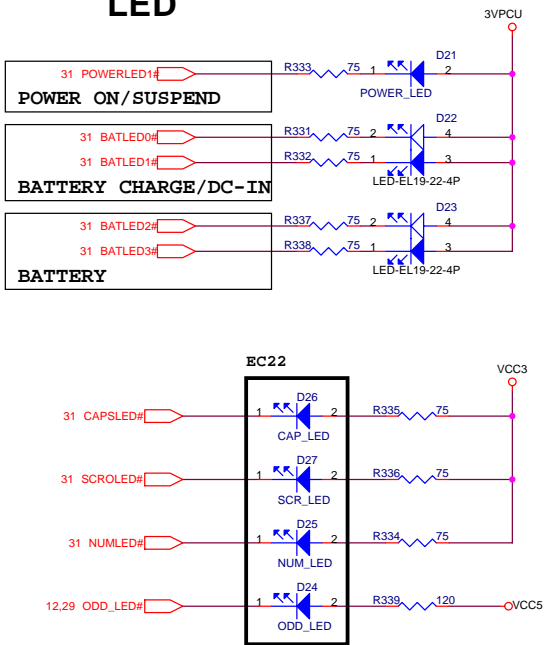 LED
3VPCU
D21
31 POWERLED1# R333 75 1 2
POWER_LED
POWER ON/SUSPEND
D22
31 BATLED0# R331 75 2 4
31 BATLED1# R332 75 1 3
LED-EL19-22-4P
BATTERY CHARGE/DC-IN
D23
31 BATLED2# R337 75 2 4
31 BATLED3# R338 75 1 3
LED-EL19-22-4P
BATTERY
EC22
VCC3
D26
31 CAPSLED# 1 2 R335 75
CAP_LED
D27
31 SCROLED# 1 2 R336 75
SCR_LED
D25
31 NUMLED# 1 2 R334 75
NUM_LED
D24
12,29 ODD_LED# 1 2 R339 120 VCC5
ODD_LED